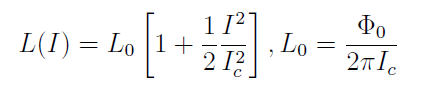 L(I) = L_0 \left[ 1 + \frac{1}{2} \frac{I^2}{I_c^2} \right], L_0 = \frac{\Phi_0}{2\pi I_c}